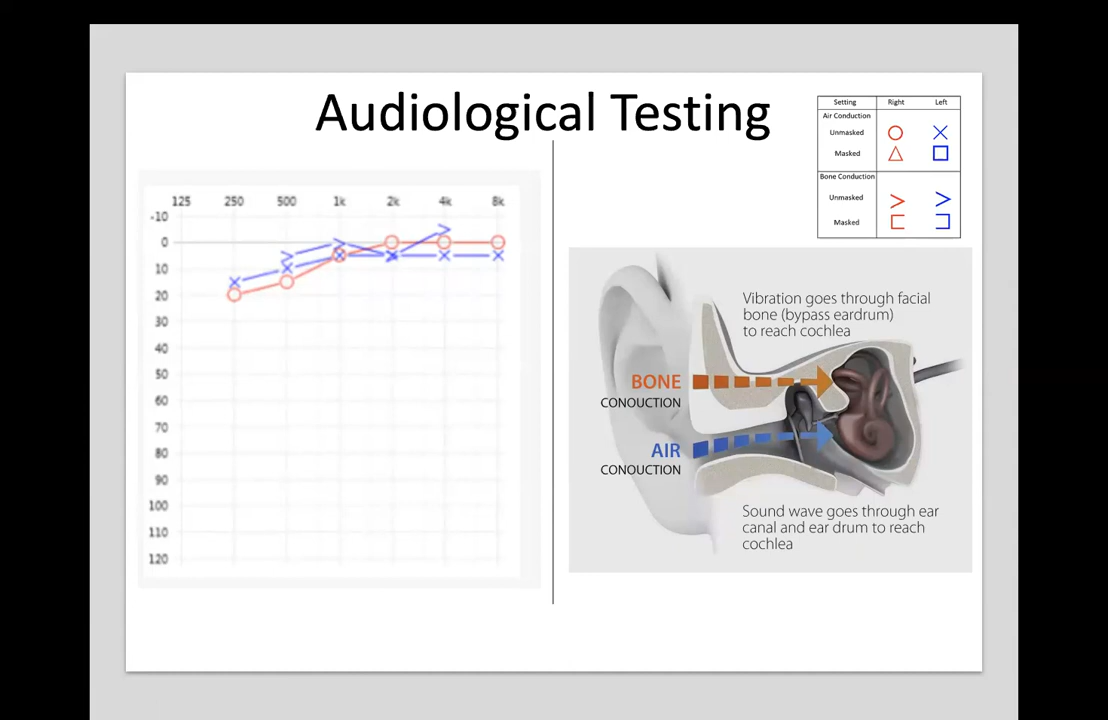 Audiological Testing
Setting Right Left
Air Conduction
Unmasked
Masked
Bone Conduction
Unmasked
Masked
125 250 500 1k 2k 4k 8k
-10
0
10
20
30
40
50
60
70
80
90
100
110
120
Vibration goes through facial
bone (bypass eardrum)
to reach cochlea
BONE
CONOUCTION
AIR
CONOUCTION
Sound wave goes through ear
canal and ear drum to reach
cochlea